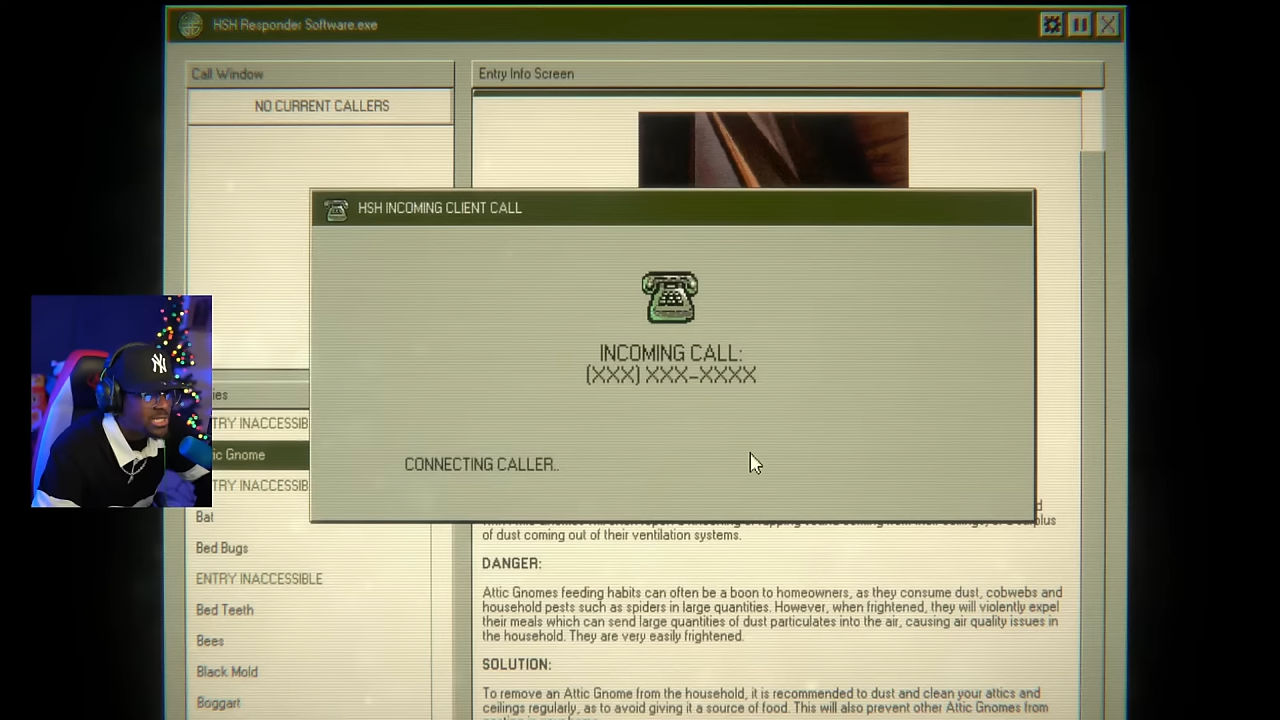 HSH Responder Software.exe
Call Window
Entry Info Screen
NO CURRENT CALLERS
HSH INCOMING CLIENT CALL
INCOMING CALL:
(XXX) XXX-XXXX
CONNECTING CALLER..
ies
TRY INACCESSIB
ic Gnome
TRY INACCESSIB
Bat
Bed Bugs
ENTRY INACCESSIBLE
Bed Teeth
Bees
Black Mold
Boggart
of dust coming out of their ventilation systems.
DANGER:
Attic Gnomes feeding habits can often be a boon to homeowners, as they consume dust, cobwebs and
household pests such as spiders in large quantities. However, when frightened, they will violently expel
their meals which can send large quantities of dust particulates into the air, causing air quality issues in
the household. They are very easily frightened.
SOLUTION:
To remove an Attic Gnome from the household, it is recommended to dust and clean your attics and
ceilings regularly, as to avoid giving it a source of food. This will also prevent other Attic Gnomes from